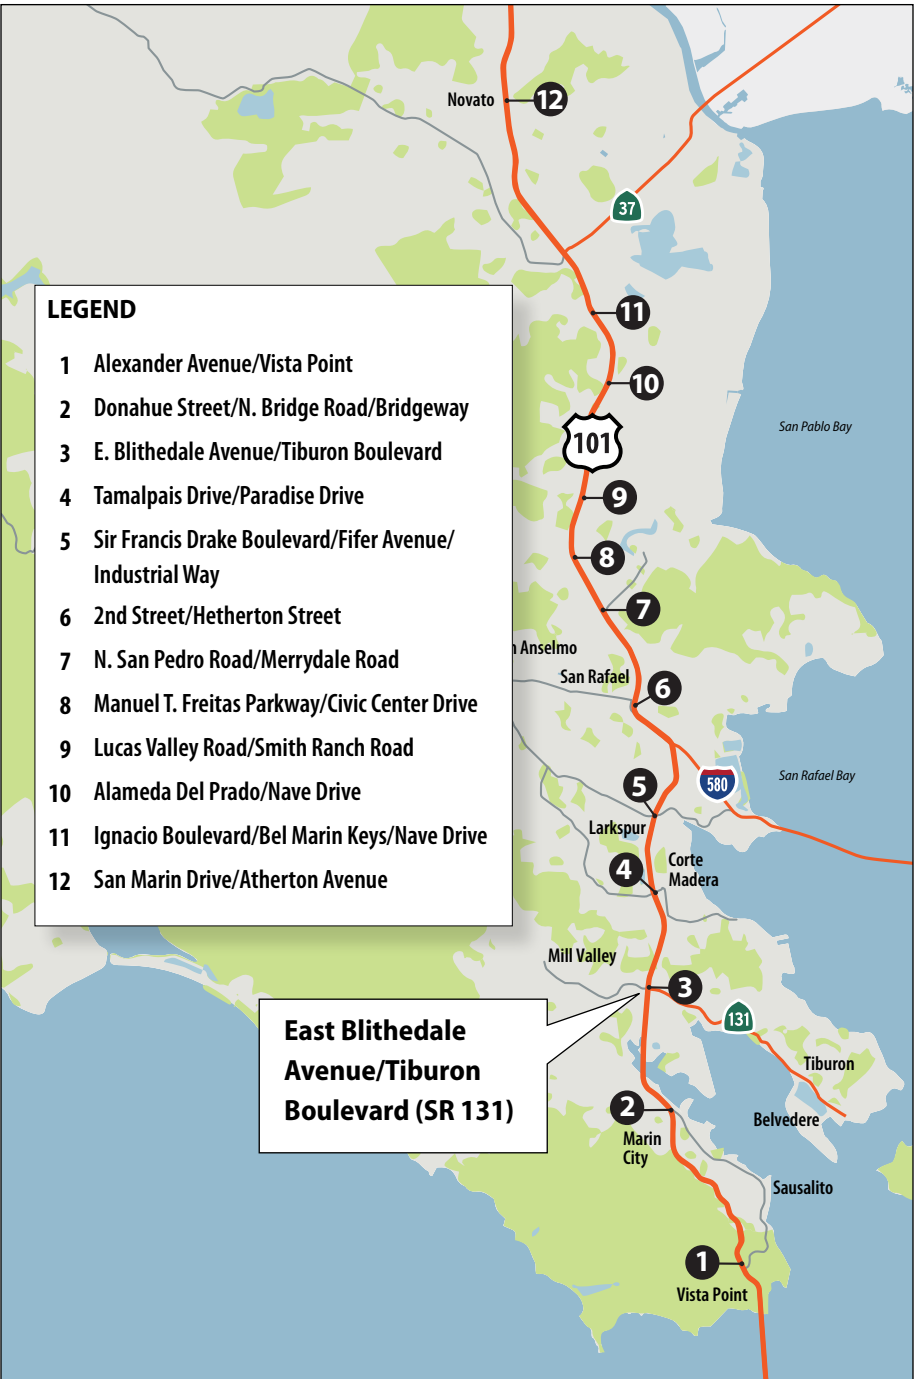 Novato
12
37
LEGEND
1 Alexander Avenue/Vista Point
2 Donahue Street/N. Bridge Road/Bridgeway
3 E. Blithedale Avenue/Tiburon Boulevard
4 Tamalpais Drive/Paradise Drive
5 Sir Francis Drake Boulevard/Fifer Avenue/
Industrial Way
6 2nd Street/Hetherton Street
7 N. San Pedro Road/Merrydale Road
8 Manuel T. Freitas Parkway/Civic Center Drive
9 Lucas Valley Road/Smith Ranch Road
10 Alameda Del Prado/Nave Drive
11 Ignacio Boulevard/Bel Marin Keys/Nave Drive
12 San Marin Drive/Atherton Avenue
11
10
101
San Pablo Bay
9
8
7
n Anselmo
San Rafael
6
San Rafael Bay
580
5
Larkspur
4
Corte
Madera
Mill Valley
3
131
East Blithedale
Avenue/Tiburon
Boulevard (SR 131)
Tiburon
Belvedere
2
Marin
City
Sausalito
1
Vista Point